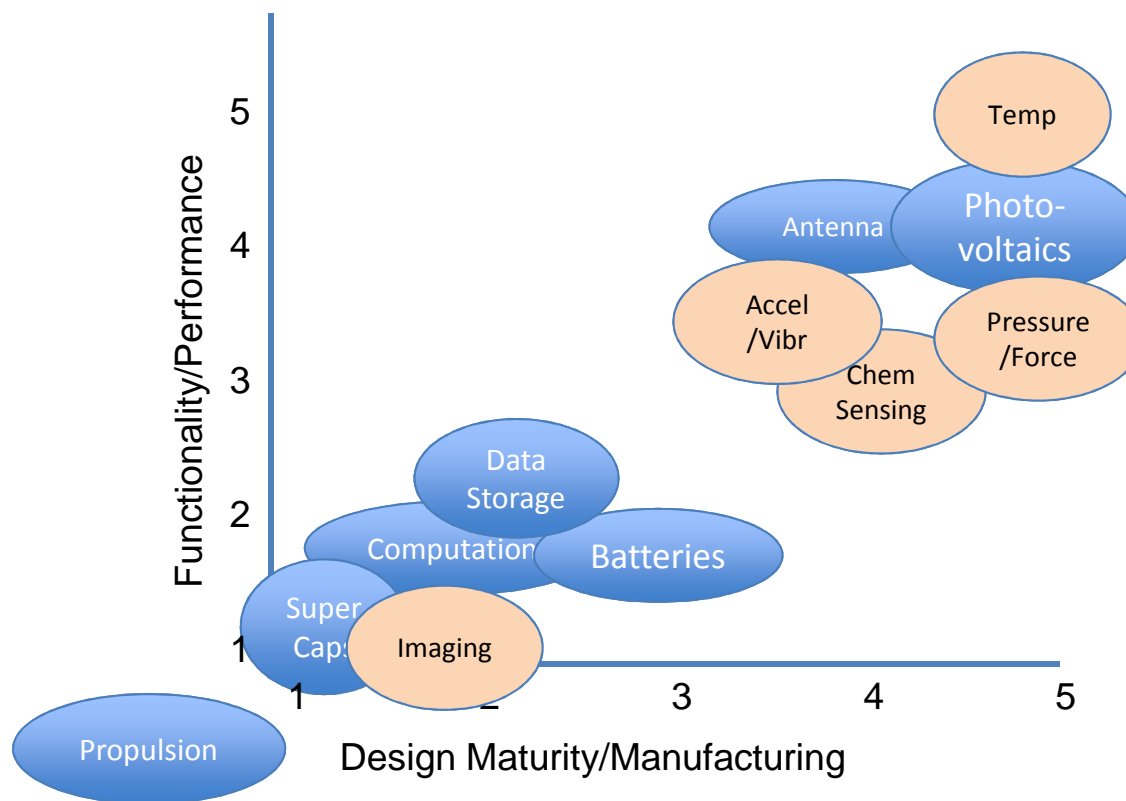 5
Temp
Photo-
voltaics
Antenna
4
Functionality/Performance
Accel
/Vibr
Pressure
/Force
3
Chem
Sensing
Data
Storage
2
Computation
Batteries
Super
Caps
1
Imaging
1
2
3
4
5
Propulsion
Design Maturity/Manufacturing